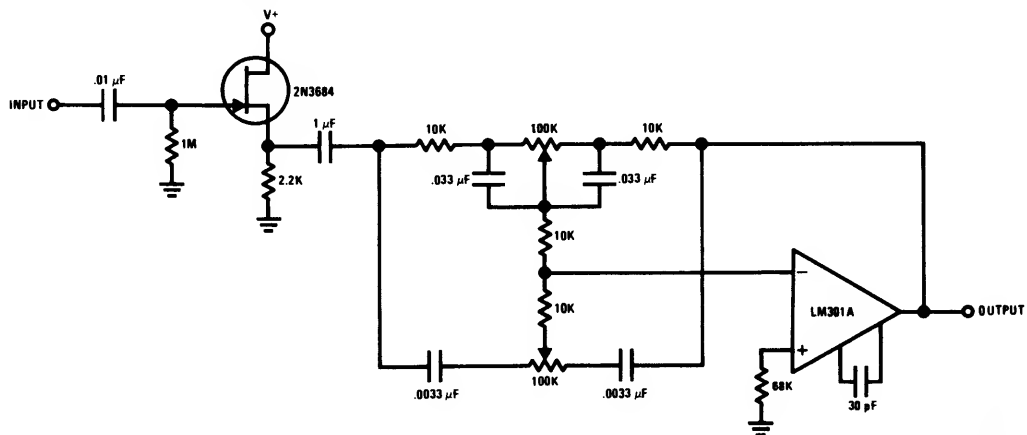 V+
.01 μF
2N3684
INPUT
1M
1 μF
2.2K
10K
100K
10K
.033 μF
.033 μF
10K
10K
−
LM301A
OUTPUT
+
.0033 μF
100K
.0033 μF
68K
30 pF